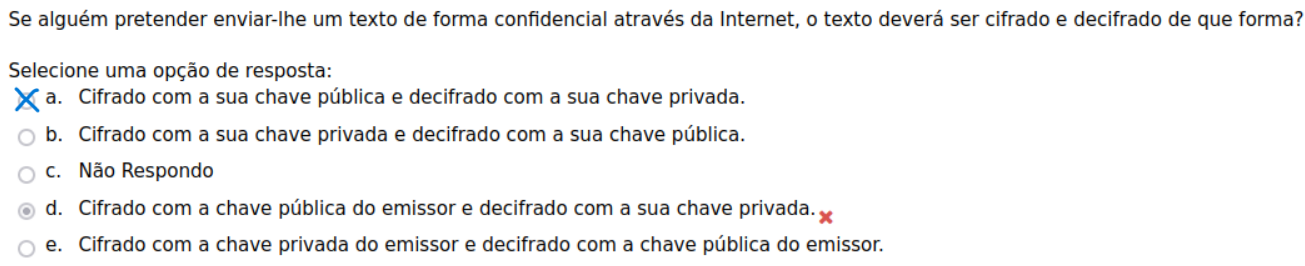 Se alguém pretender enviar-lhe um texto de forma confidencial através da Internet, o texto deverá ser cifrado e decifrado de que forma?
Selecione uma opção de resposta:
a. Cifrado com a sua chave pública e decifrado com a sua chave privada.
b. Cifrado com a sua chave privada e decifrado com a sua chave pública.
c. Não Respondo
d. Cifrado com a chave pública do emissor e decifrado com a sua chave privada.
e. Cifrado com a chave privada do emissor e decifrado com a chave pública do emissor.